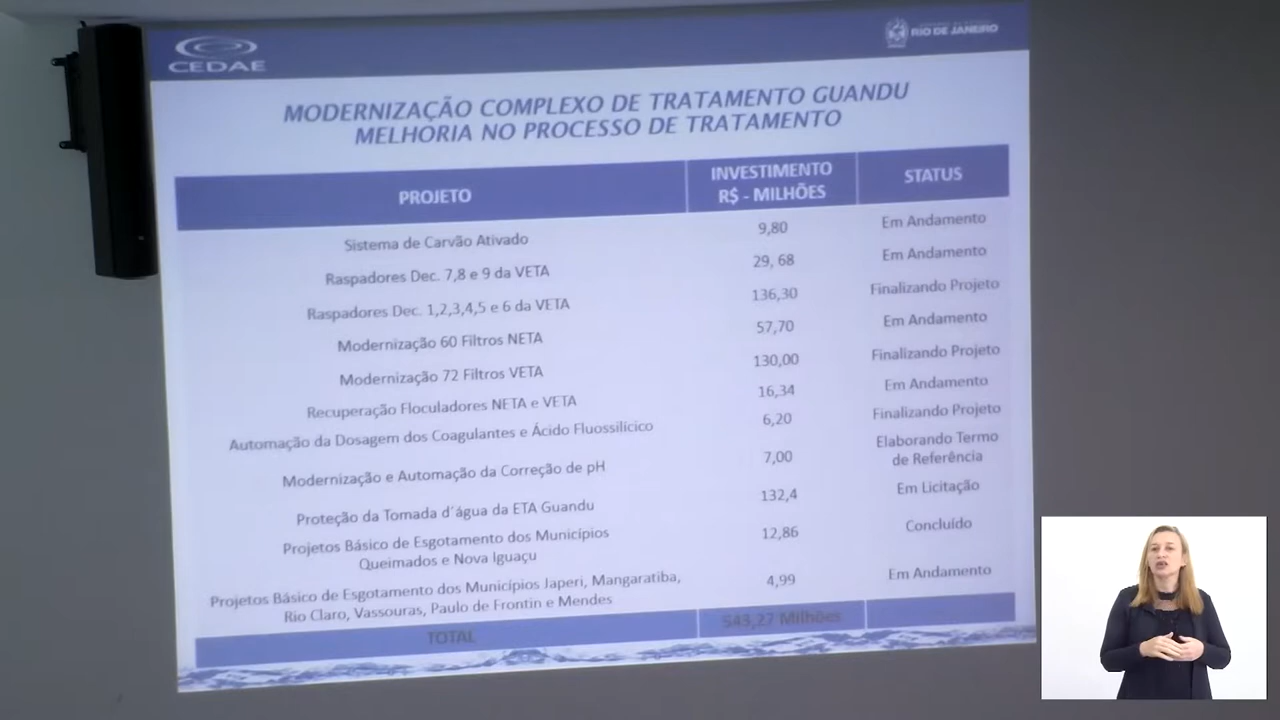 CEDAE
RIO DE JANEIRO
MODERNIZAÇÃO COMPLEXO DE TRATAMENTO GUANDU
MELHORIA NO PROCESSO DE TRATAMENTO
PROJETO
INVESTIMENTO
R$ - MILHÕES
STATUS
Sistema de Carvão Ativado
9,80
Em Andamento
Raspadores Dec. 7,8 e 9 da VETA
29, 68
Em Andamento
Raspadores Dec. 1,2,3,4,5 e 6 da VETA
136,30
Finalizando Projeto
Modernização 60 Filtros NETA
57,70
Em Andamento
Modernização 72 Filtros VETA
130,00
Finalizando Projeto
Recuperação Floculadores NETA e VETA
16,34
Em Andamento
Automação da Dosagem dos Coagulantes e Ácido Fluossilicico
6,20
Finalizando Projeto
Modernização e Automação da Correção de pH
7,00
Elaborando Termo
de Referência
Proteção da Tomada d´água da ETA Guandu
132,4
Em Licitação
Projetos Básico de Esgotamento dos Municípios
Queimados e Nova Iguaçu
12,86
Concluído
Projetos Básico de Esgotamento dos Municípios Japeri, Mangaratiba,
Rio Claro, Vassouras, Paulo de Frontin e Mendes
4,99
Em Andamento
TOTAL
543,27 Milhões